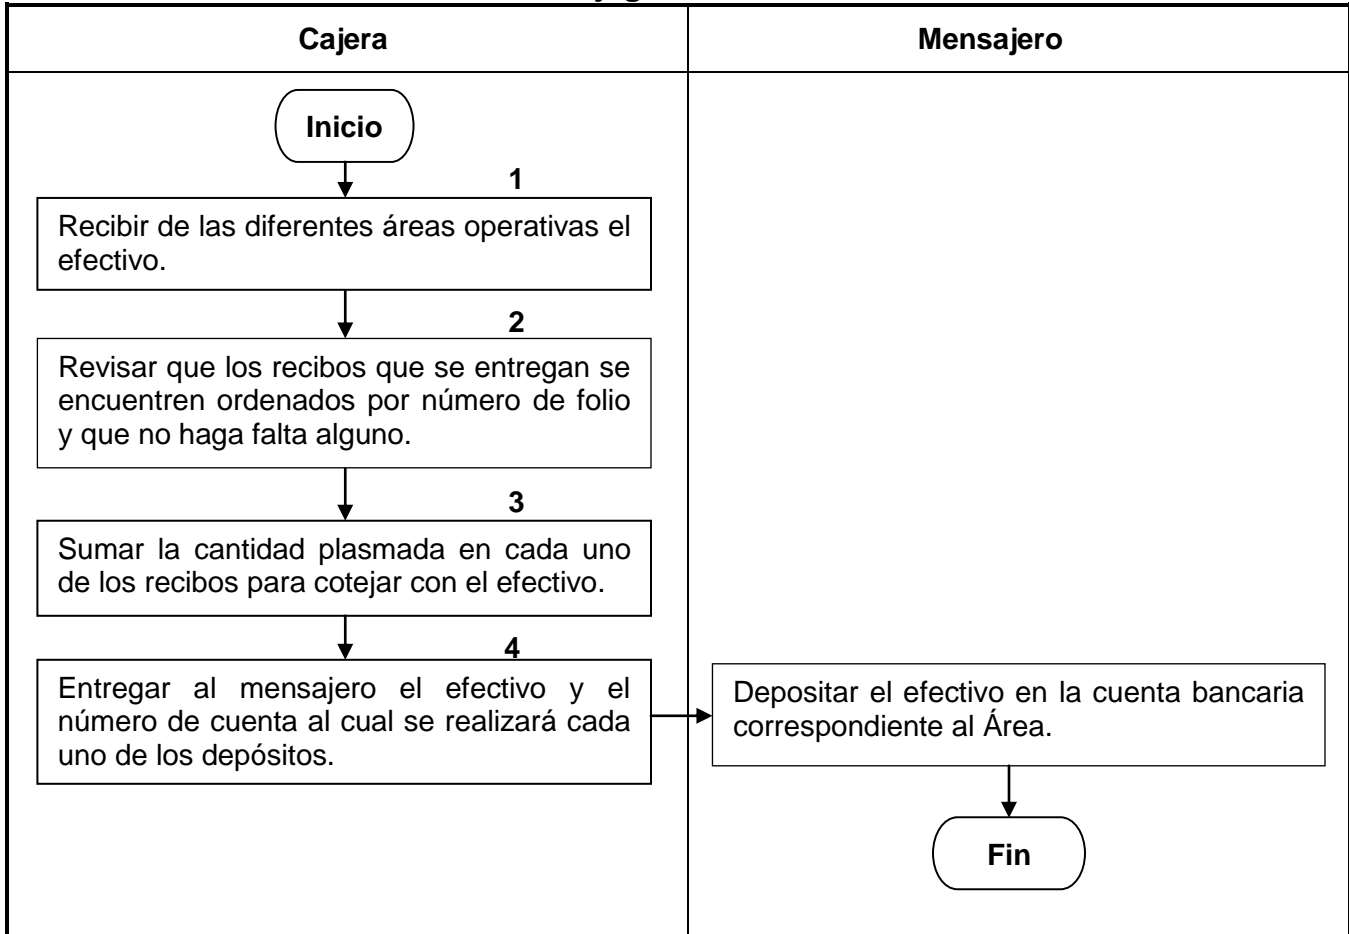 Cajera
Mensajero
Inicio
1
Recibir de las diferentes áreas operativas el
efectivo.
2
Revisar que los recibos que se entregan se
encuentren ordenados por número de folio
y que no haga falta alguno.
3
Sumar la cantidad plasmada en cada uno
de los recibos para cotejar con el efectivo.
4
Entregar al mensajero el efectivo y el
número de cuenta al cual se realizará cada
uno de los depósitos.
Depositar el efectivo en la cuenta bancaria
correspondiente al Área.
Fin